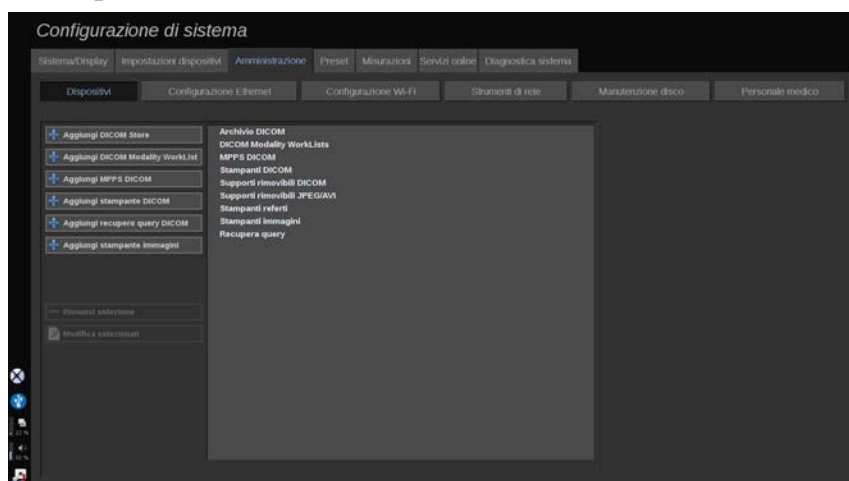 Configurazione di sistema
Sistema/Display Impostazioni dispositivi Amministrazione Preset Misurazioni Servizi online Diagnostica sistema
Dispositivi Configurazione Ethernet Configurazione Wi-Fi Strumenti di rete Manutenzione disco Personale medico
Aggiungi DICOM Store
Aggiungi DICOM Modality WorkList
Aggiungi MPPS DICOM
Aggiungi stampante DICOM
Aggiungi recupero query DICOM
Aggiungi stampante immagini
Rimuovi selezione
Modifica selezionati
Archivio DICOM
DICOM Modality WorkLists
MPPS DICOM
Stampanti DICOM
Supporti rimovibili DICOM
Supporti rimovibili JPEG/AVI
Stampanti referti
Stampanti immagini
Recupera query